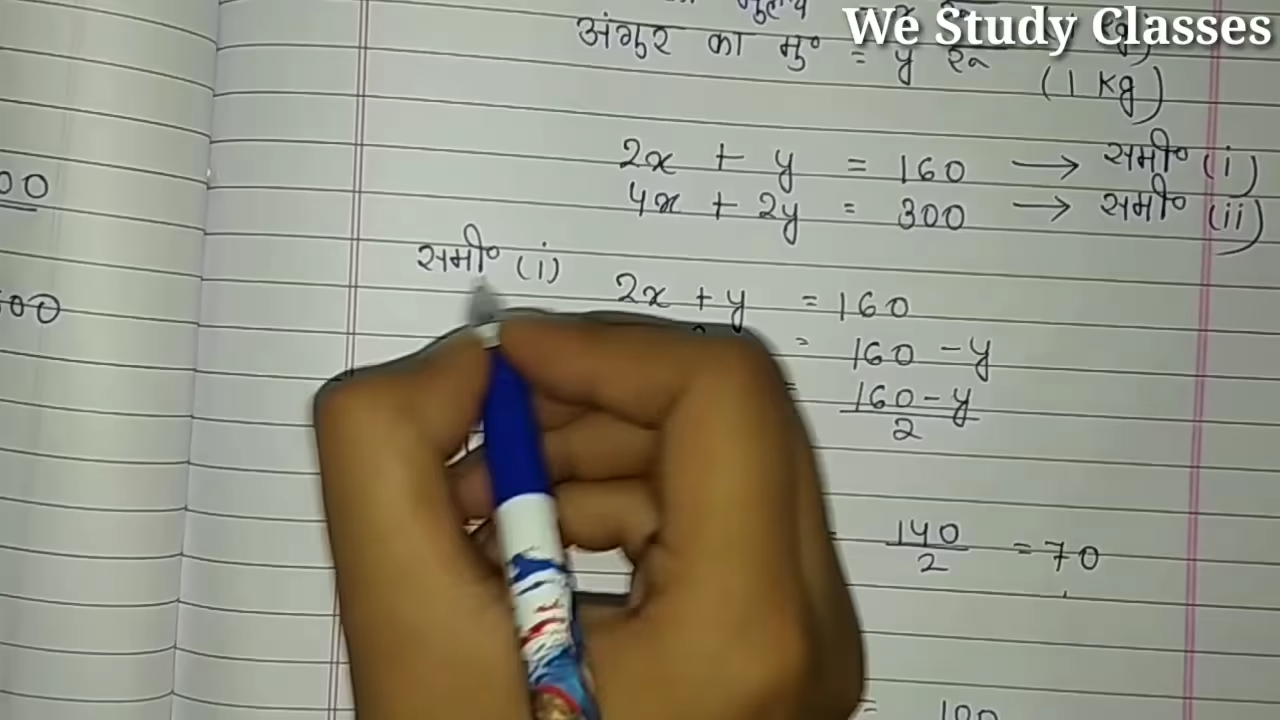 We Study Classes
अंगुर का मु० = y रू
(1 kg)
2x + y = 160 → समी० (i)
4x + 2y = 300 → समी० (ii)
00
समी० (i) 2x + y = 160
00
= 160 - y
160 - y
2
140
2
= 70
= 100